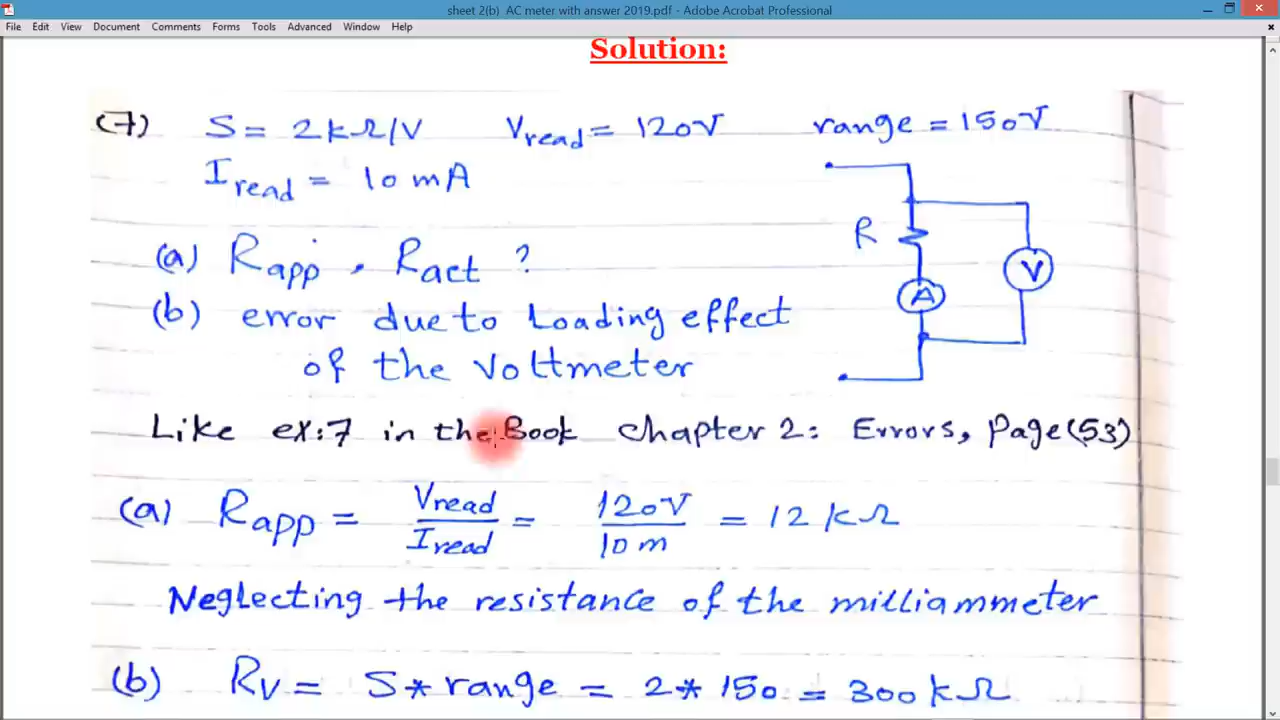 sheet 2(b) AC meter with answer 2019.pdf - Adobe Acrobat Professional
File Edit View Document Comments Forms Tools Advanced Window Help
Solution:
(7) S = 2kΩ/V Vread = 120V range = 150V
Iread = 10 mA
(a) Rapp, Ract ?
R
V
A
(b) error due to Loading effect
of the voltmeter
Like ex:7 in the Book chapter 2: Errors, Page(53)
(a) Rapp = Vread / Iread = 120V / 10 m = 12 kΩ
Neglecting the resistance of the milliammeter
(b) RV = S* range = 2* 150 = 300 kΩ